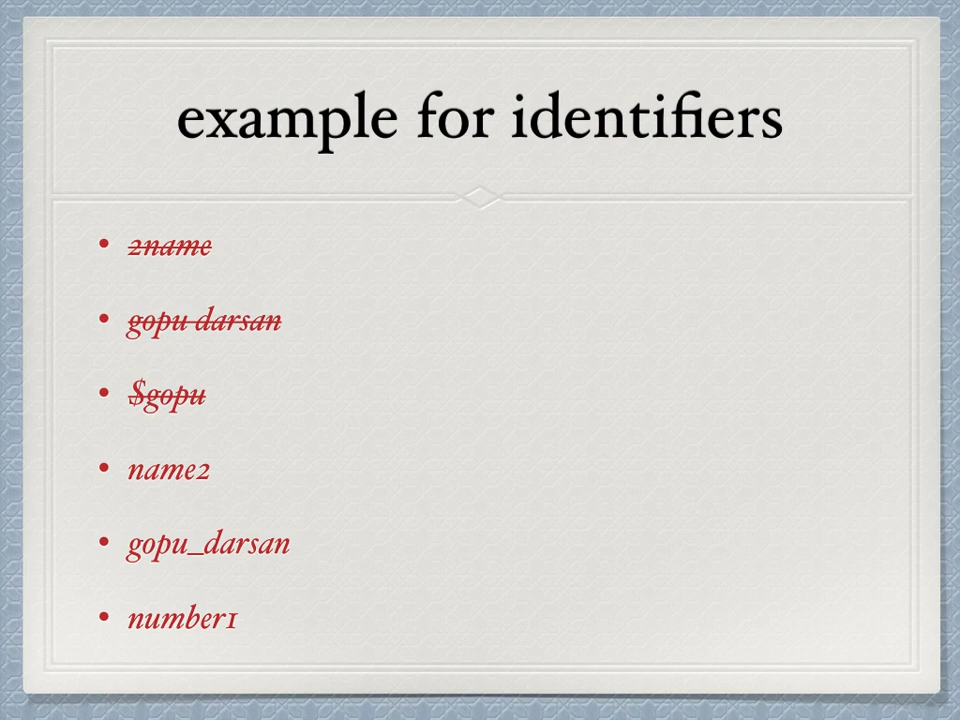 example for identifiers
• 2name
• gopu darsan
• $gopu
• name2
• gopu_darsan
• number1